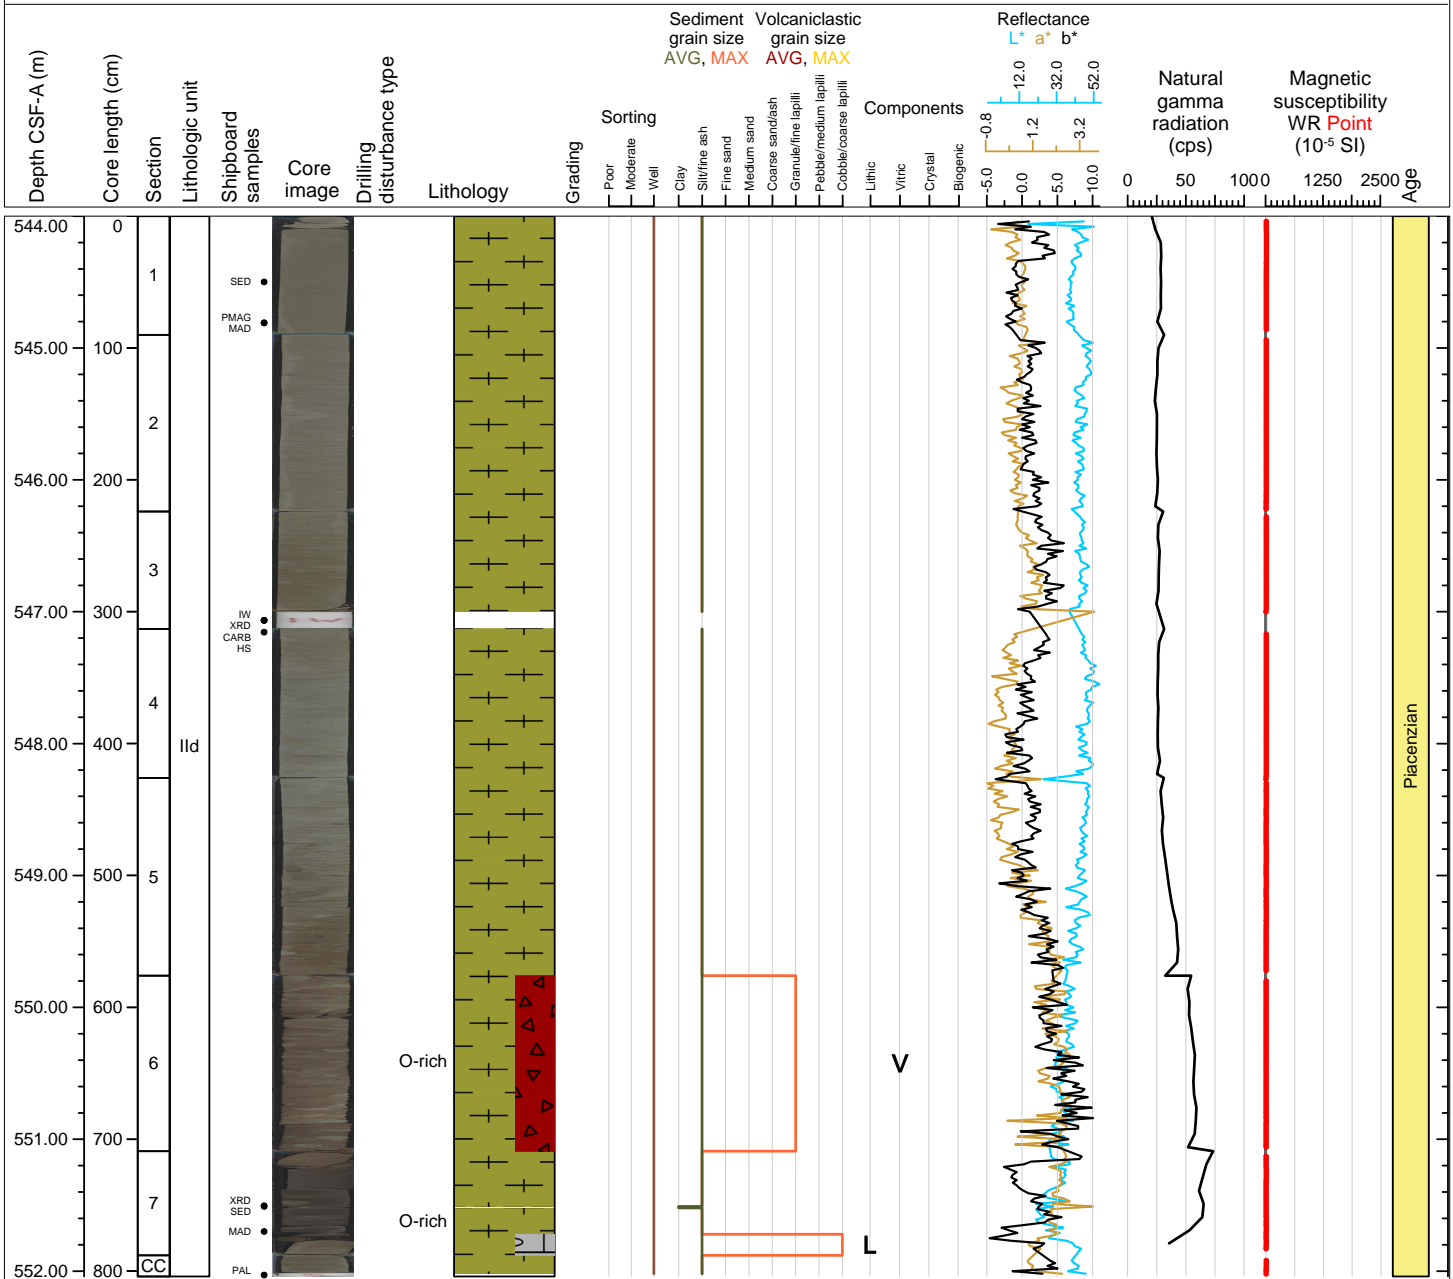 Depth CSF-A (m)
Core length (cm)
Section
Lithologic unit
Shipboard samples
Core image
Drilling disturbance type
Lithology
Grading
Sorting
Poor
Moderate
Well
Sediment grain size
AVG, MAX
Volcaniclastic grain size
AVG, MAX
Clay
Silt/fine ash
Fine sand
Medium sand
Coarse sand/ash
Granule/fine lapilli
Pebble/medium lapilli
Cobble/coarse lapilli
Components
Lithic
Vitric
Crystal
Biogenic
Reflectance
L* a* b*
12.0 32.0 52.0
-0.8 1.2 3.2
-5.0 0.0 5.0 10.0
Natural gamma radiation (cps)
0 50 100
Magnetic susceptibility
WR Point
(10-5 SI)
0 1250 2500
Age
544.00 0
1
SED
PMAG
MAD
545.00 100
2
546.00 200
3
547.00 300
IW
XRD
CARB
HS
4
548.00 400
IId
Piacenzian
549.00 500
5
550.00 600
6
O-rich
V
551.00 700
7
XRD
SED
O-rich
MAD
L
CC
PAL
552.00 800